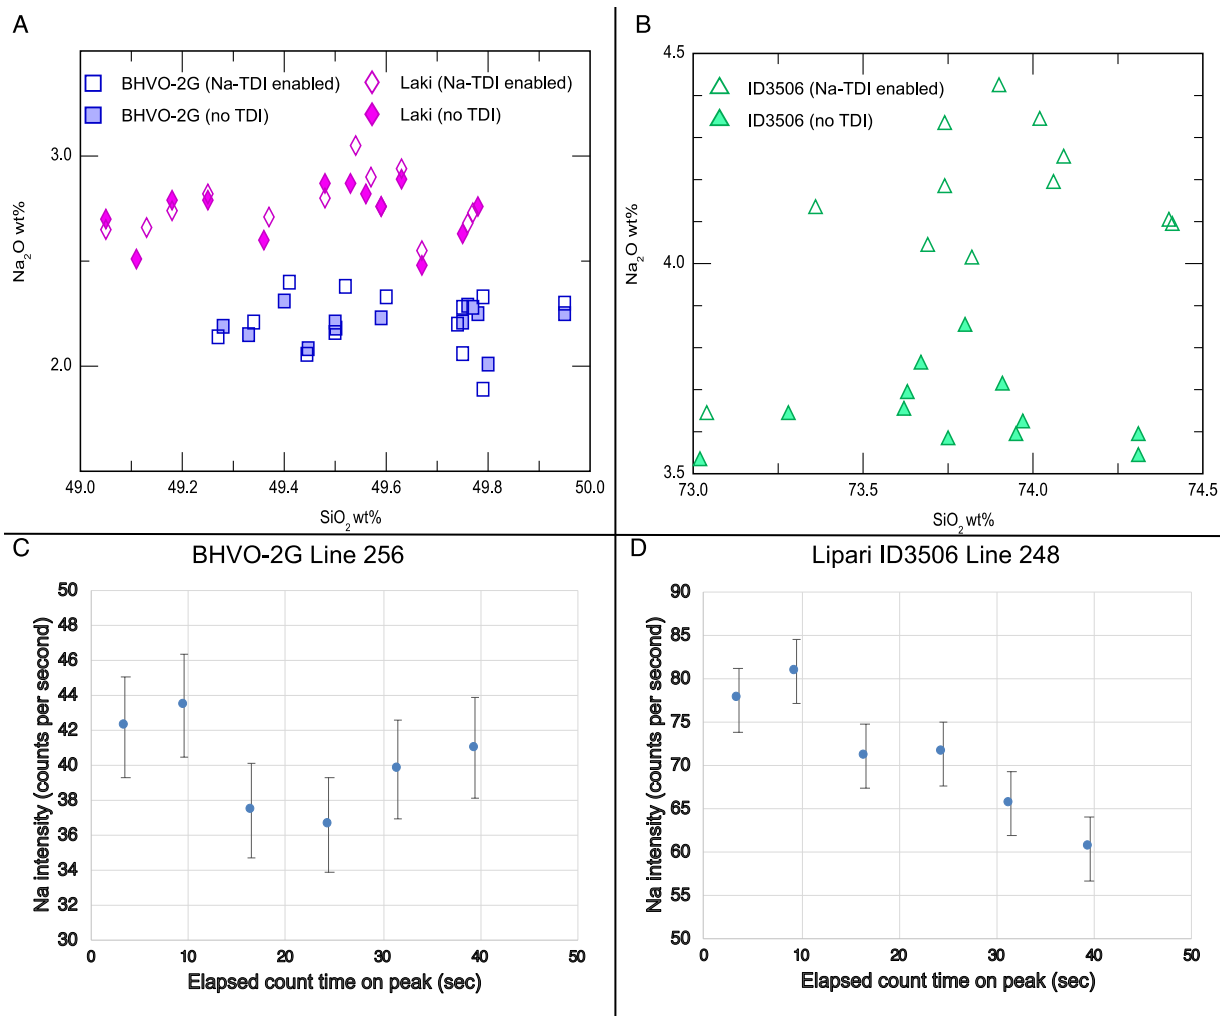 A
BHVO-2G (Na-TDI enabled)
BHVO-2G (no TDI)
Laki (Na-TDI enabled)
Laki (no TDI)
3.0
2.0
Na2O wt%
49.0 49.2 49.4 49.6 49.8 50.0
SiO2 wt%
B
4.5
ID3506 (Na-TDI enabled)
ID3506 (no TDI)
4.0
3.5
Na2O wt%
73.0 73.5 74.0 74.5
SiO2 wt%
C
BHVO-2G Line 256
50
48
46
44
42
40
38
36
34
32
30
Na intensity (counts per second)
0 10 20 30 40 50
Elapsed count time on peak (sec)
D
Lipari ID3506 Line 248
90
85
80
75
70
65
60
55
50
Na intensity (counts per second)
0 10 20 30 40 50
Elapsed count time on peak (sec)